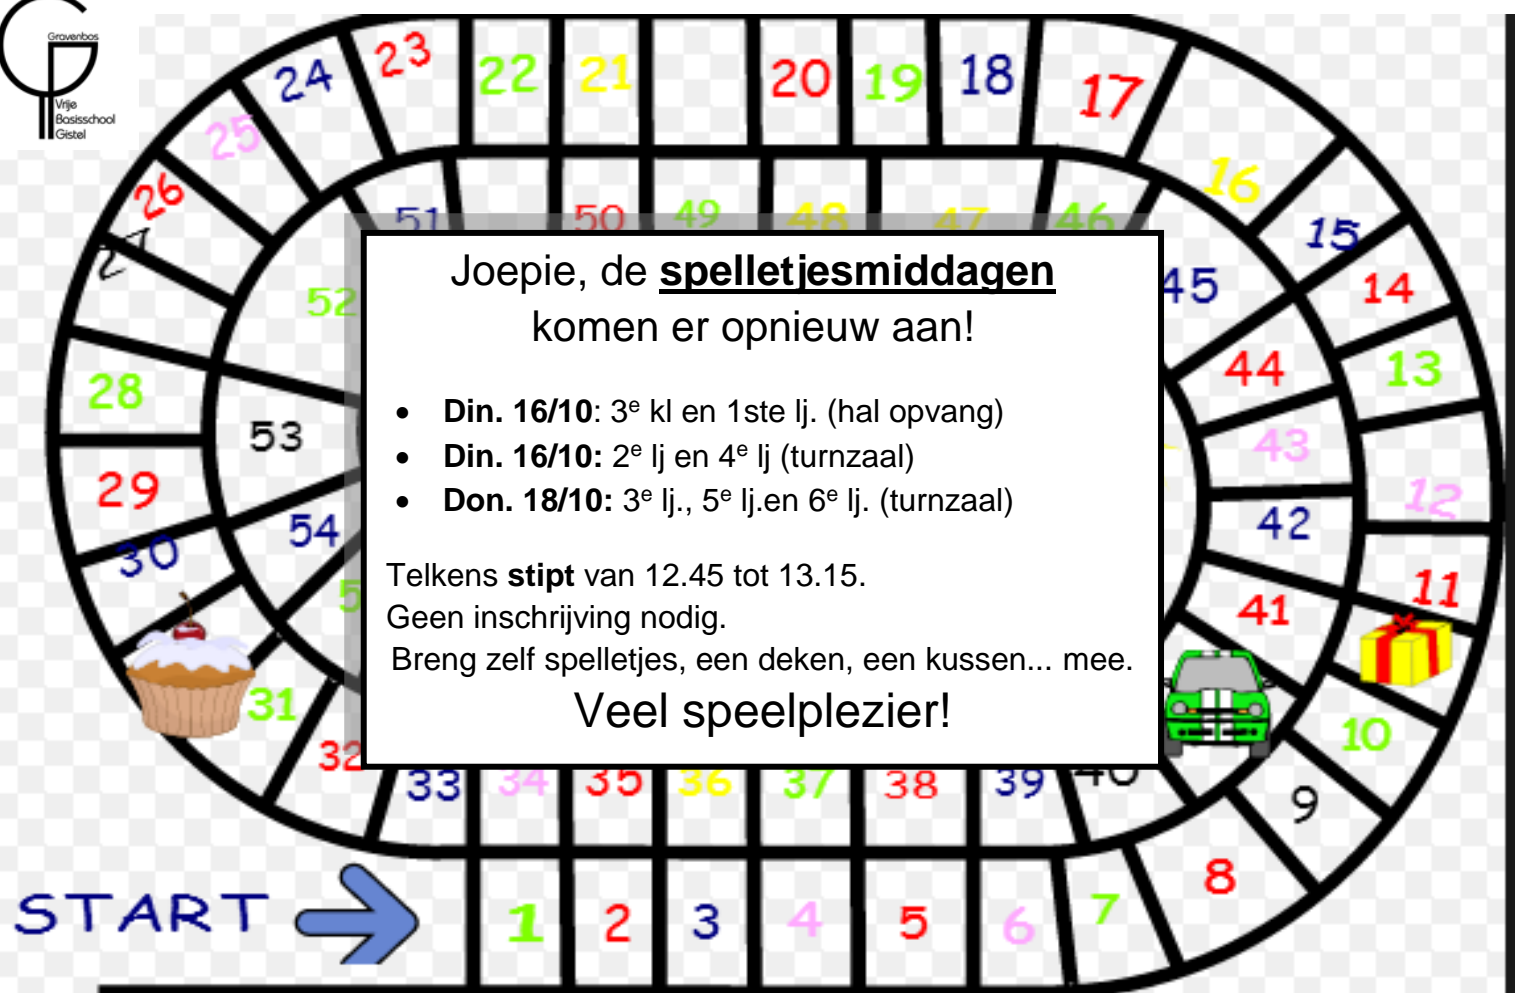 Gravenbos
Vrije
Basisschool
Gistel
24 23 22 21 20 19 18 17
25
26 16
27 15
51 50 49 48 47 46
52 45 14
28 44 13
53 43
29 12
54 42
30 11
5 41
31 10
32 33 34 35 36 37 38 39 40 9
8
START 1 2 3 4 5 6 7
Joepie, de spelletjesmiddagen
komen er opnieuw aan!
• Din. 16/10: 3e kl en 1ste lj. (hal opvang)
• Din. 16/10: 2e lj en 4e lj (turnzaal)
• Don. 18/10: 3e lj., 5e lj.en 6e lj. (turnzaal)
Telkens stipt van 12.45 tot 13.15.
Geen inschrijving nodig.
Breng zelf spelletjes, een deken, een kussen... mee.
Veel speelplezier!